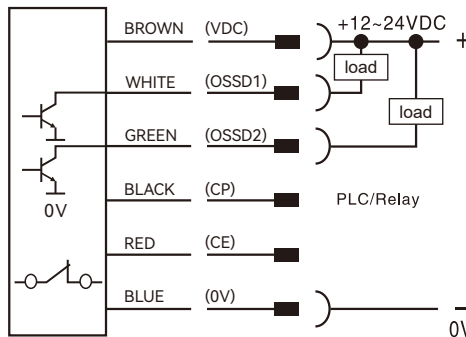 BROWN (VDC) +12~24VDC +
load
WHITE (OSSD1)
load
GREEN (OSSD2)
0V
BLACK (CP) PLC/Relay
RED (CE)
BLUE (0V) −
0V